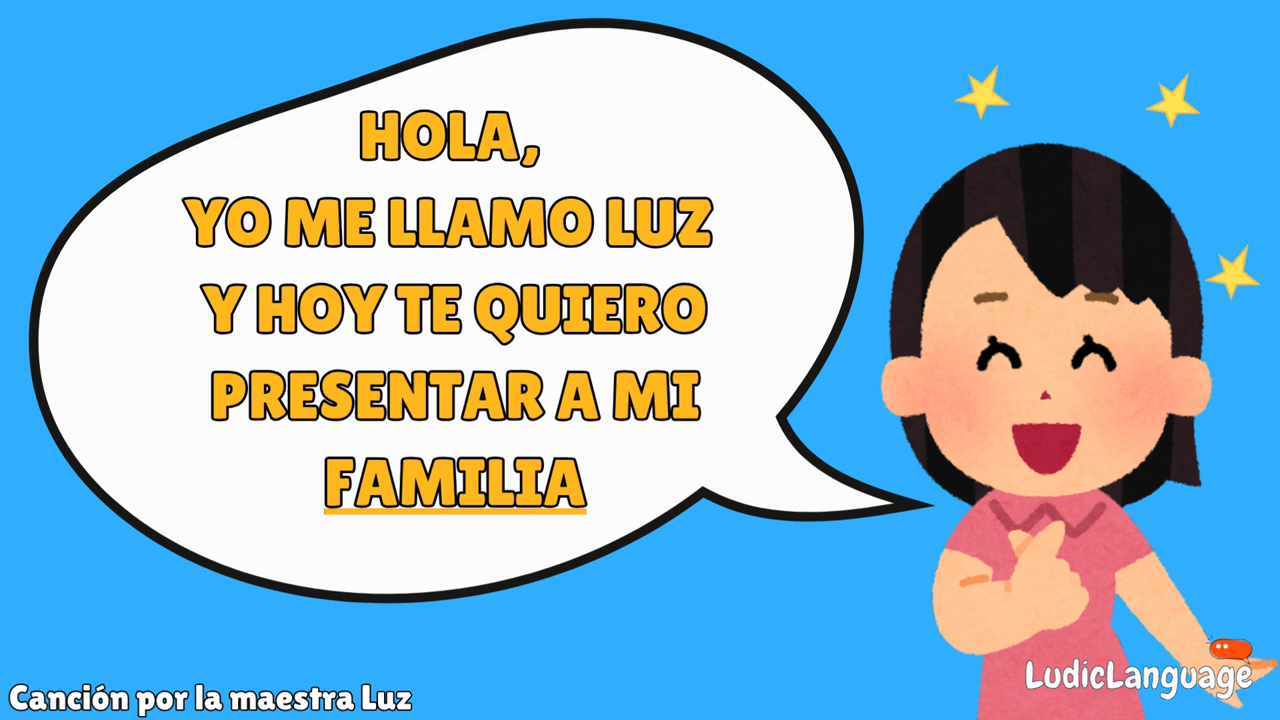 HOLA,
YO ME LLAMO LUZ
Y HOY TE QUIERO
PRESENTAR A MI
FAMILIA
Canción por la maestra Luz
LudicLanguage